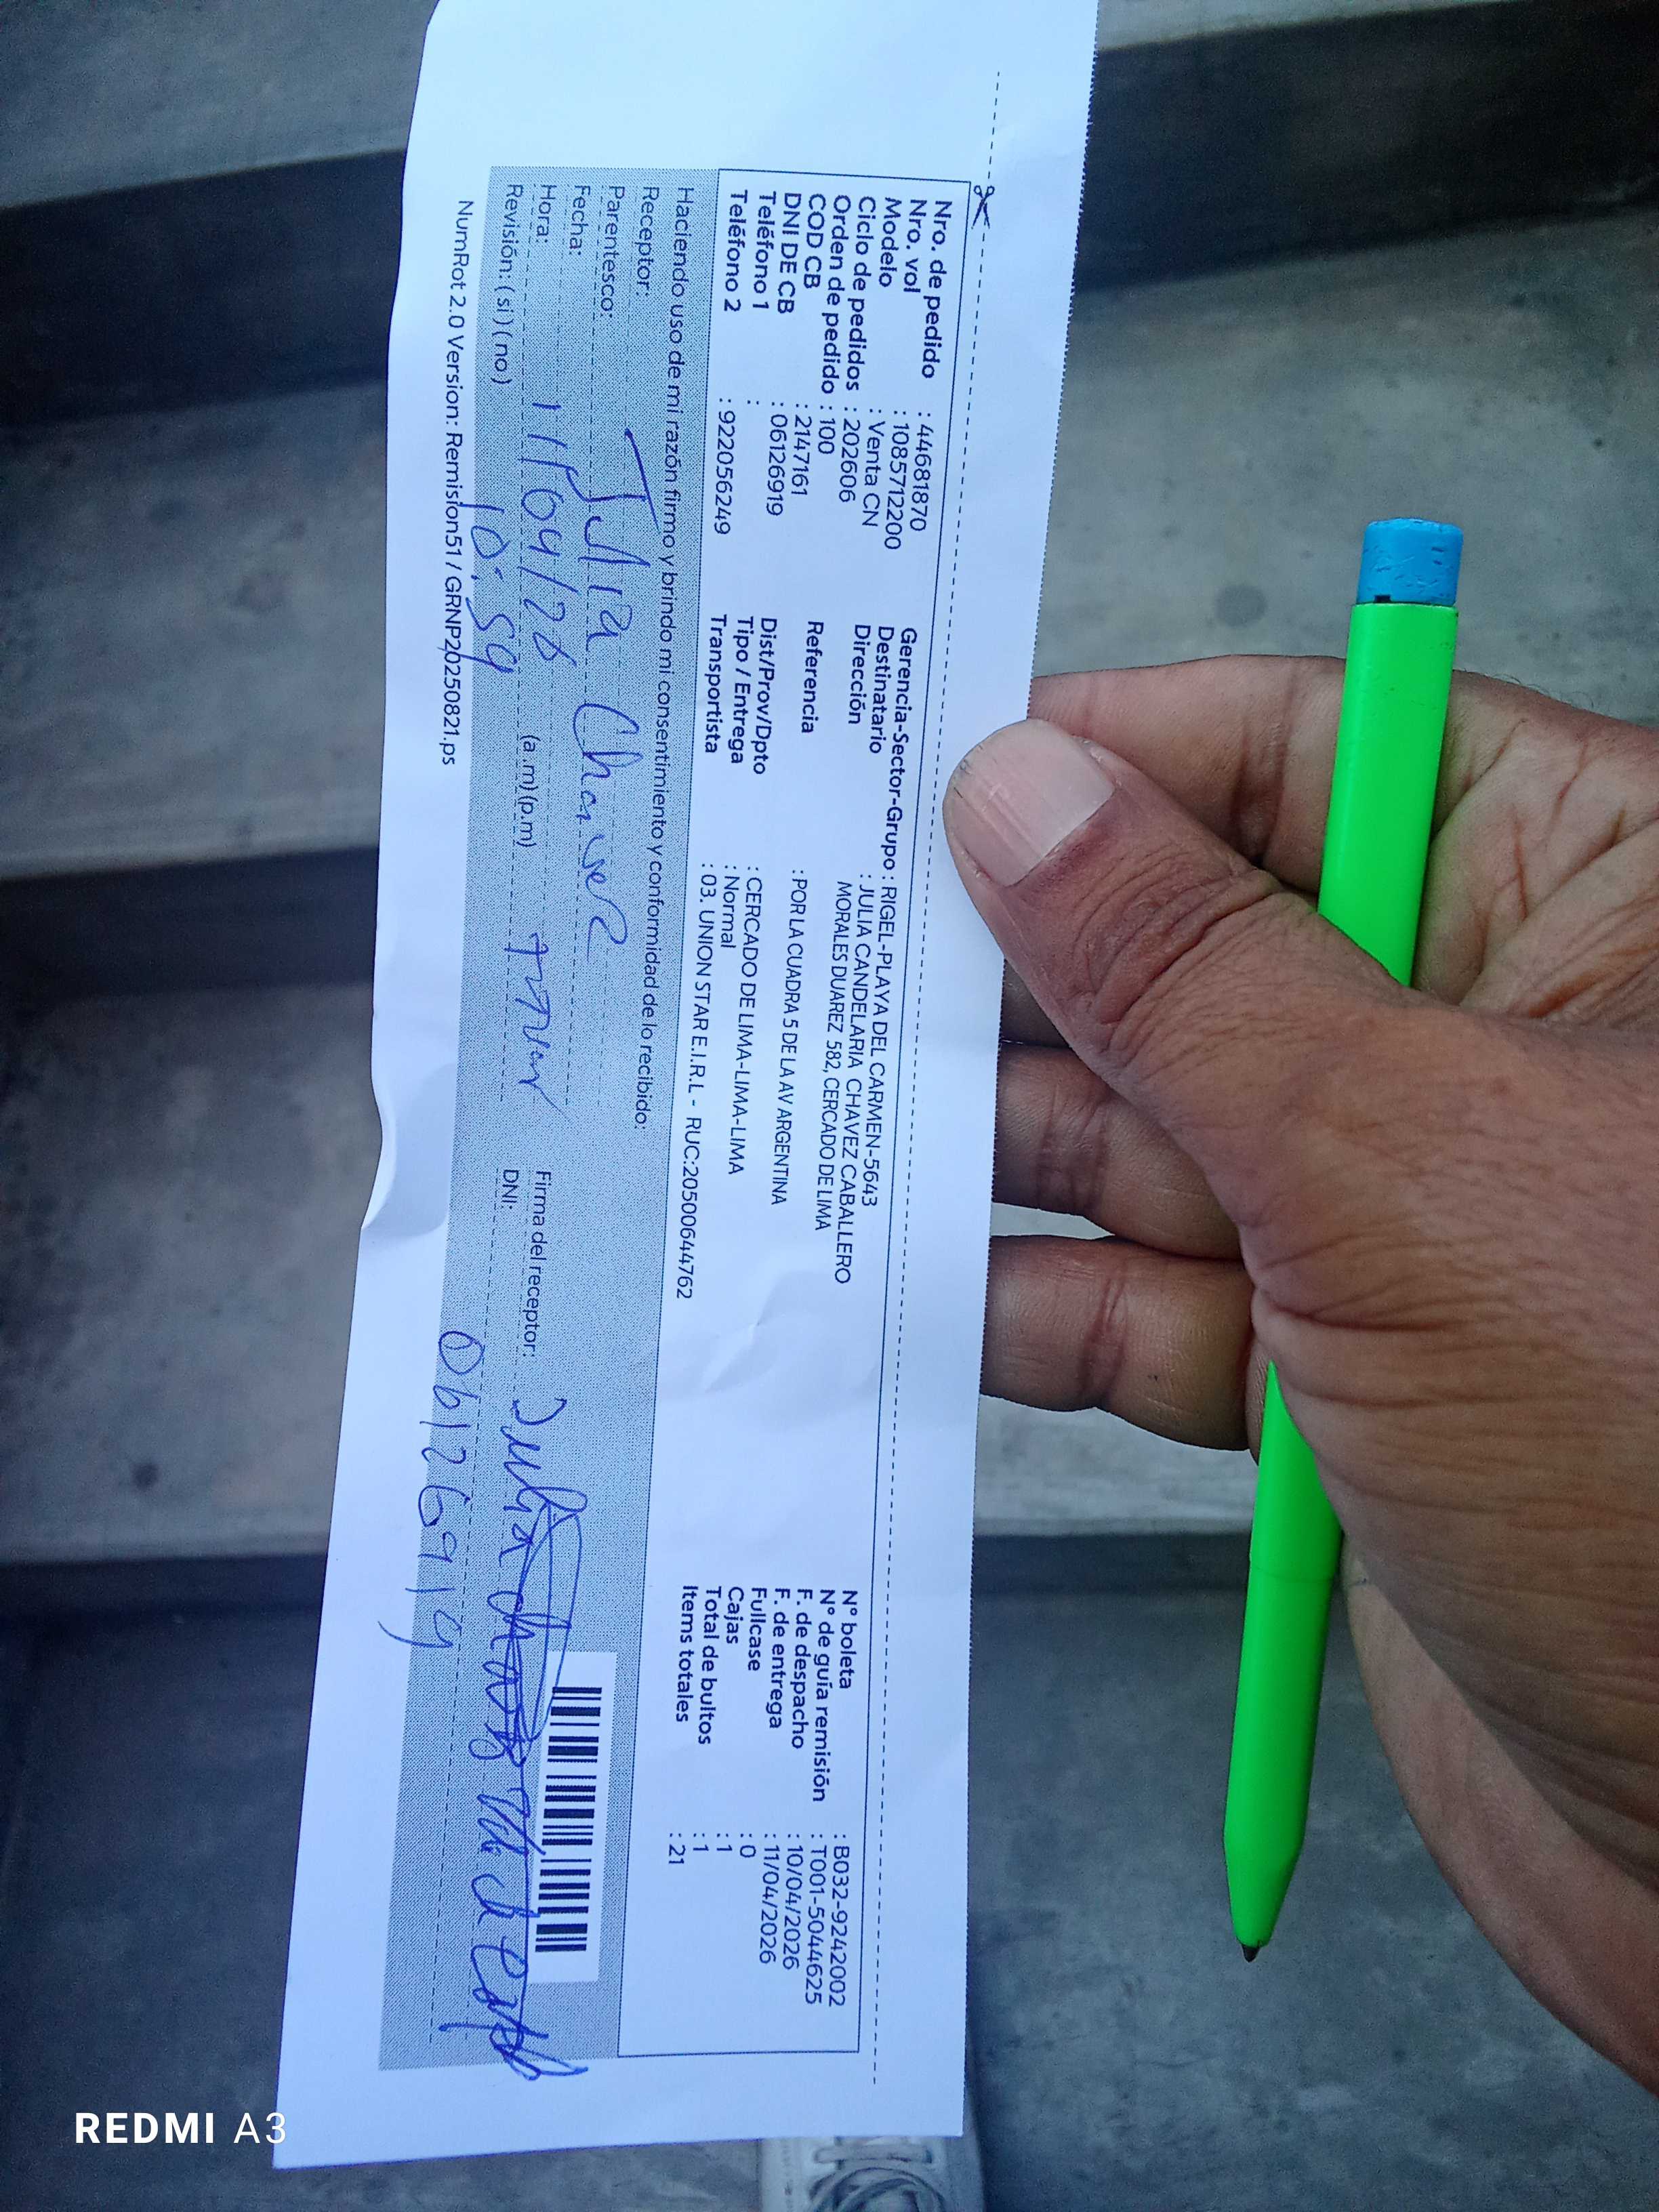 Nro. de pedido : 44681870
Nro. vol : 1085712200
Modelo : Venta CN
Ciclo de pedidos : 202606
Orden de pedido : 100
COD CB : 2147161
DNI DE CB : 06126919
Teléfono 1 :
Teléfono 2 : 922056249
Gerencia-Sector-Grupo : RIGEL-PLAYA DEL CARMEN-5643
Destinatario : JULIA CANDELARIA CHAVEZ CABALLERO
Dirección MORALES DUAREZ 582, CERCADO DE LIMA
Referencia : POR LA CUADRA 5 DE LA AV ARGENTINA
Dist/Prov/Dpto : CERCADO DE LIMA-LIMA-LIMA
Tipo / Entrega : Normal
Transportista : 03. UNION STAR E.I.R.L - RUC:20500644762
N° boleta : B032-9242002
N° de guía remisión : T001-5044625
F. de despacho : 10/04/2026
F. de entrega : 11/04/2026
Fullcase : 0
Cajas : 1
Total de bultos : 1
Items totales : 21
Haciendo uso de mi razón firmo y brindo mi consentimiento y conformidad de lo recibido:
Receptor: Julia
Parentesco:
Fecha: 11/04/26
Hora: 10:59 (a.m) (p.m)
Revisión: ( si ) ( no )
Firma del receptor:
DNI: 06126919
NumRot 2.0 Version: Remision51 / GRNP20250821.ps
REDMI A3